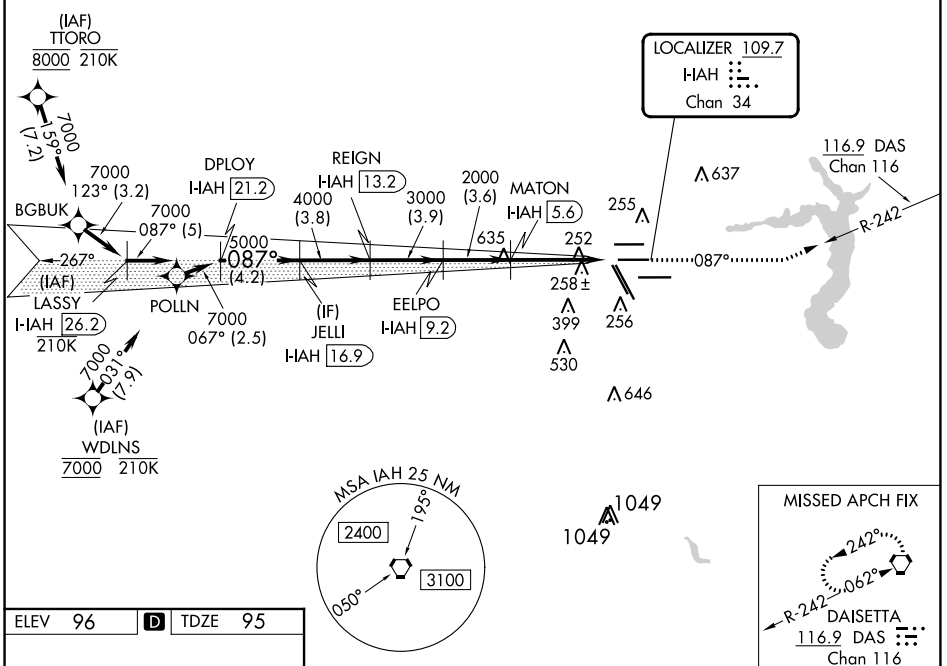 (IAF)
TTORO
8000 210K
7000
159°
(7.2)
LOCALIZER 109.7
I-IAH
Chan 34
7000
123° (3.2)
BGBUK
7000
087° (5)
DPLOY
I-IAH 21.2
REIGN
I-IAH 13.2
4000
(3.8)
3000
(3.9)
2000
(3.6)
MATON
I-IAH 5.6
637
116.9 DAS
Chan 116
R-242
255
5000
087°
(4.2)
635
252
087°
267°
(IAF)
LASSY
I-IAH 26.2
210K
POLLN
7000
067° (2.5)
(IF)
JELLI
I-IAH 16.9
EELPO
I-IAH 9.2
258 ±
399
256
530
7000
031°
(7.9)
(IAF)
WDLNS
7000 210K
646
MSA IAH 25 NM
195°
2400
3100
050°
1049
1049
MISSED APCH FIX
242°
062°
R-242
DAISETTA
116.9 DAS
Chan 116
ELEV 96 D TDZE 95